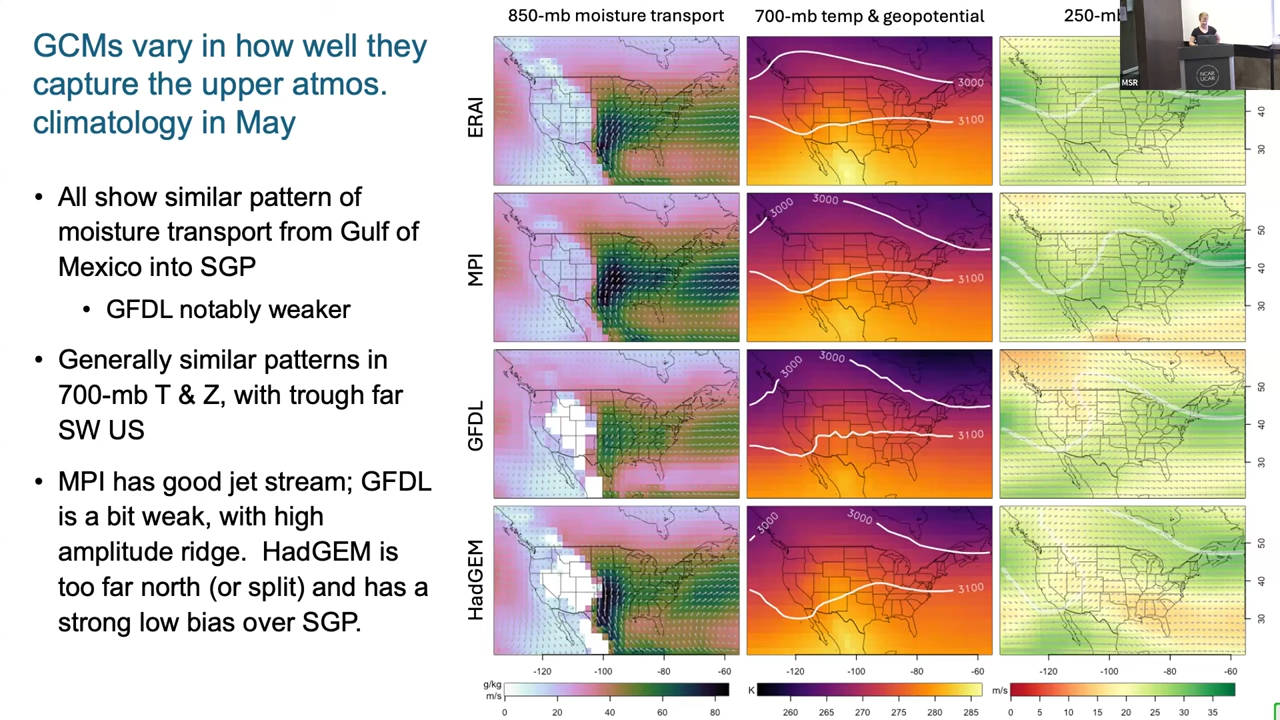 GCMs vary in how well they
capture the upper atmos.
climatology in May
• All show similar pattern of
moisture transport from Gulf of
Mexico into SGP
• GFDL notably weaker
• Generally similar patterns in
700-mb T & Z, with trough far
SW US
• MPI has good jet stream; GFDL
is a bit weak, with high
amplitude ridge. HadGEM is
too far north (or split) and has a
strong low bias over SGP.
850-mb moisture transport
700-mb temp & geopotential
250-mb
MSR
NCAR
UCAR
ERAI
3000
3100
40
30
MPI
3000
3000
3100
50
40
30
GFDL
3000
3000
3100
50
40
30
HadGEM
3000
3000
3100
50
40
30
-120 -100 -80 -60
-120 -100 -80 -60
-120 -100 -80 -60
g/kg
m/s
0 20 40 60 80
K
260 265 270 275 280 285
m/s
0 5 10 15 20 25 30 35
15